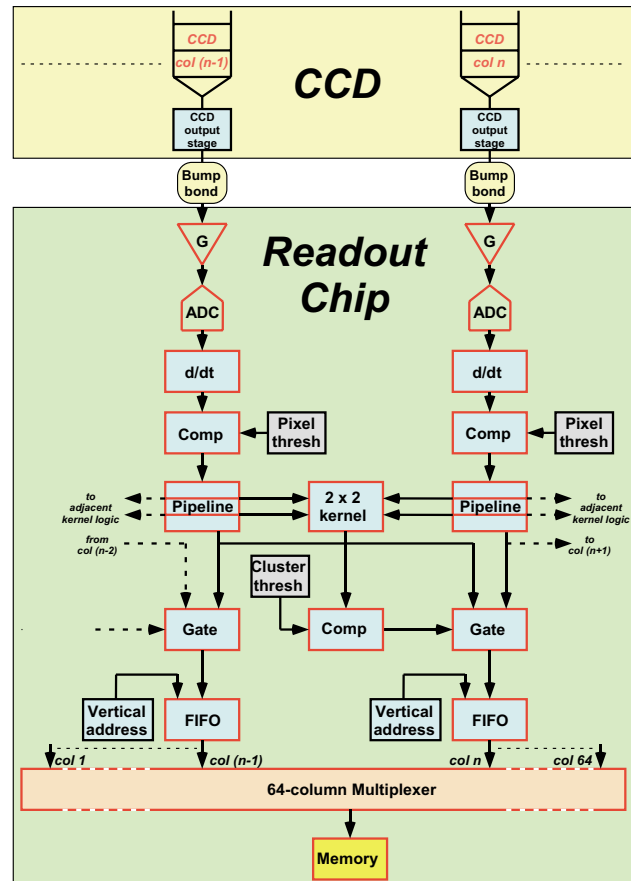 CCD
CCD
col (n-1)
col n
CCD
CCD
output
stage
CCD
output
stage
Bump
bond
Bump
bond
G
G
Readout
Chip
ADC
ADC
d/dt
d/dt
Comp
Pixel
thresh
Comp
Pixel
thresh
to
adjacent
kernel logic
Pipeline
2 x 2
kernel
Pipeline
to
adjacent
kernel logic
from
col (n-2)
to
col (n+1)
Cluster
thresh
Gate
Comp
Gate
Vertical
address
FIFO
Vertical
address
FIFO
col 1
col (n-1)
col n
col 64
64-column Multiplexer
Memory